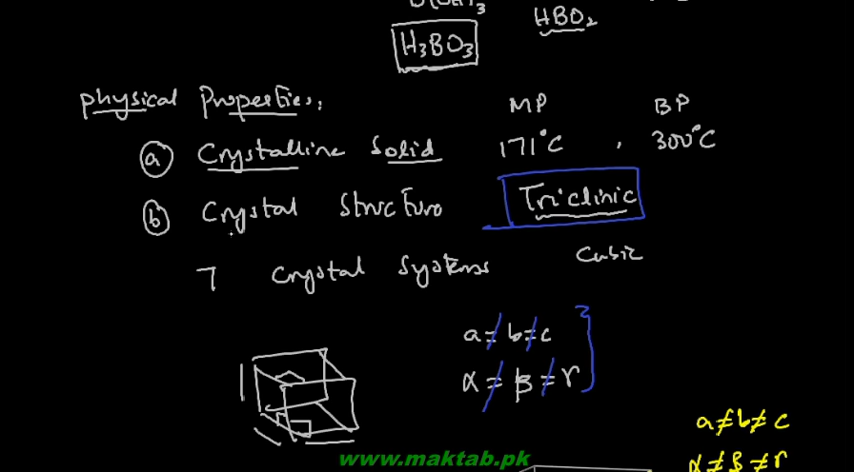 HBO₂
H₃BO₃
Physical Properties, MP BP
(a) Crystalline Solid 171°C , 300°C
(b) Crystal Structure Triclinic
7 Crystal Systems Cubic
a ≠ b ≠ c
α ≠ β ≠ γ
a ≠ b ≠ c
α ≠ β ≠ γ
www.maktab.pk